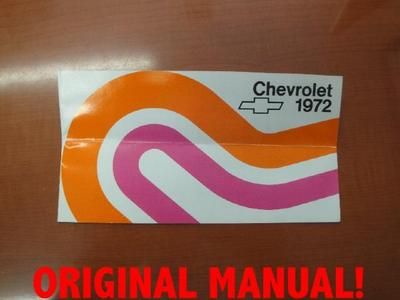 Chevrolet
1972
ORIGINAL MANUAL!